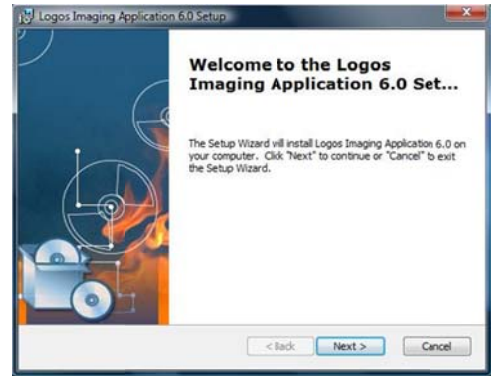 Logos Imaging Application 6.0 Setup
Welcome to the Logos
Imaging Application 6.0 Set...
The Setup Wizard will install Logos Imaging Application 6.0 on
your computer. Click "Next" to continue or "Cancel" to exit
the Setup Wizard.
< Back Next > Cancel